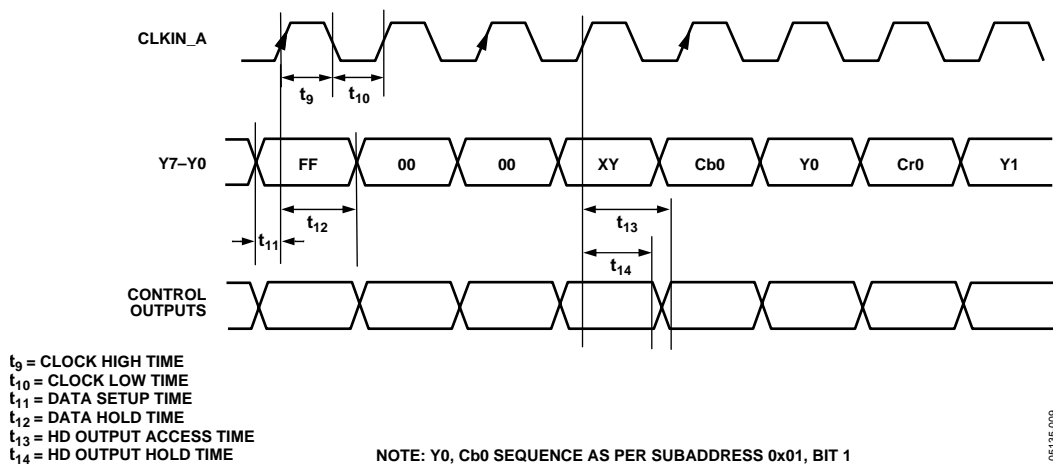 CLKIN_A
t9 t10
Y7–Y0 FF 00 00 XY Cb0 Y0 Cr0 Y1
t12 t13
t11
t14
CONTROL
OUTPUTS
t9 = CLOCK HIGH TIME
t10 = CLOCK LOW TIME
t11 = DATA SETUP TIME
t12 = DATA HOLD TIME
t13 = HD OUTPUT ACCESS TIME
t14 = HD OUTPUT HOLD TIME
NOTE: Y0, Cb0 SEQUENCE AS PER SUBADDRESS 0x01, BIT 1
05135-009